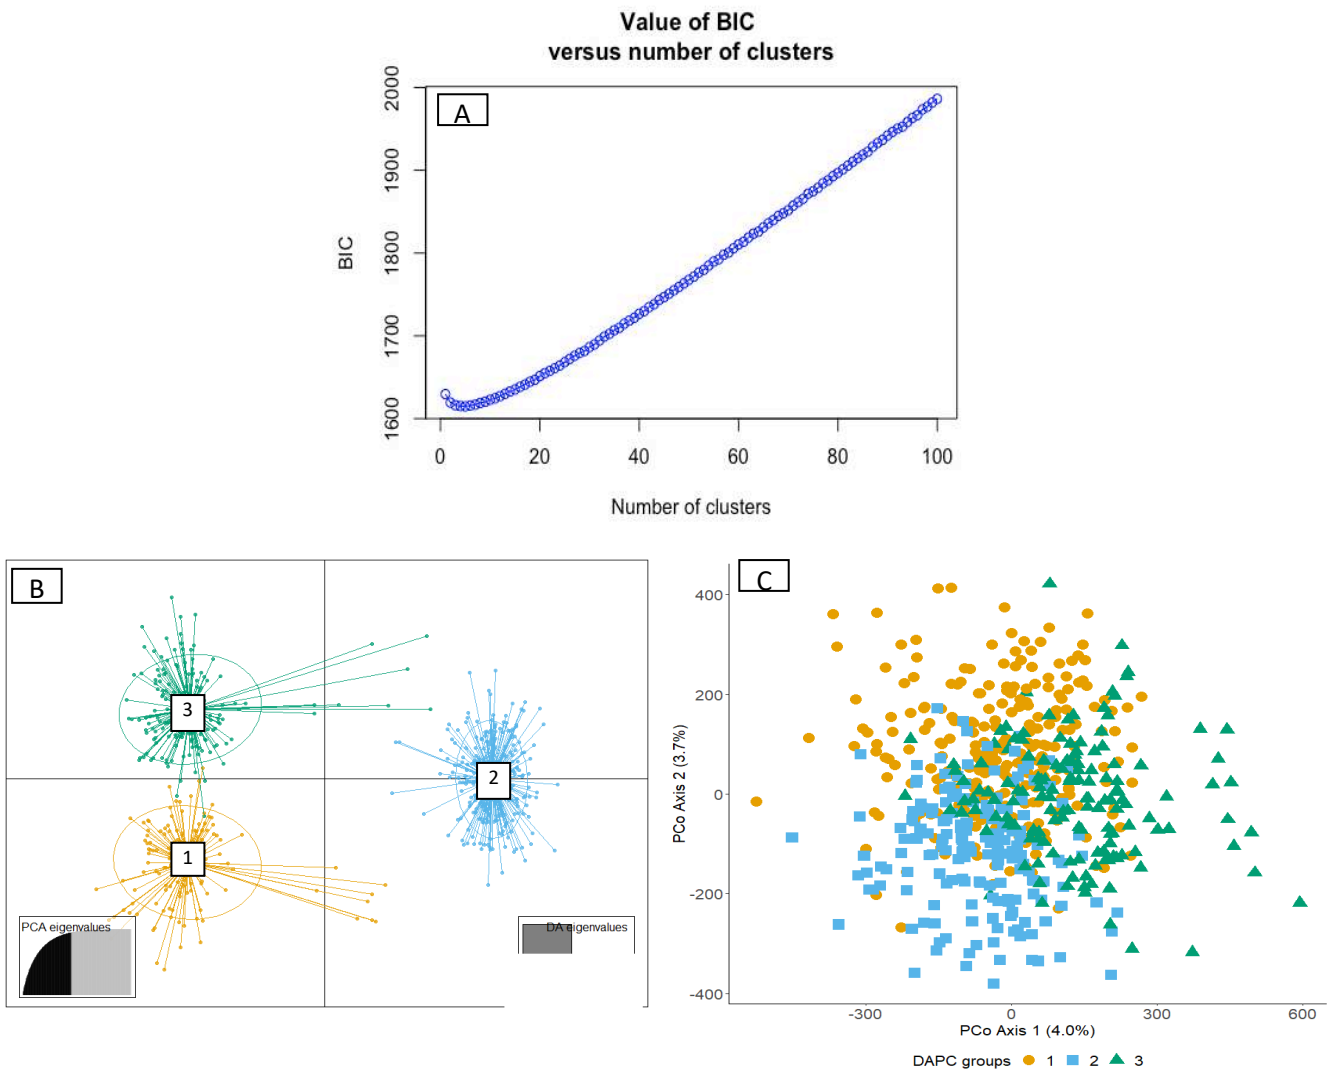 Value of BIC
versus number of clusters
A
BIC
2000
1900
1800
1700
1600
0 20 40 60 80 100
Number of clusters
B
3
2
1
PCA eigenvalues
DA eigenvalues
C
PCo Axis 2 (3.7%)
400
200
0
-200
-400
-300 0 300 600
PCo Axis 1 (4.0%)
DAPC groups 1 2 3